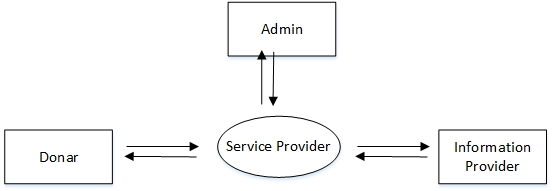 Admin
Service Provider
Donar
Information
Provider